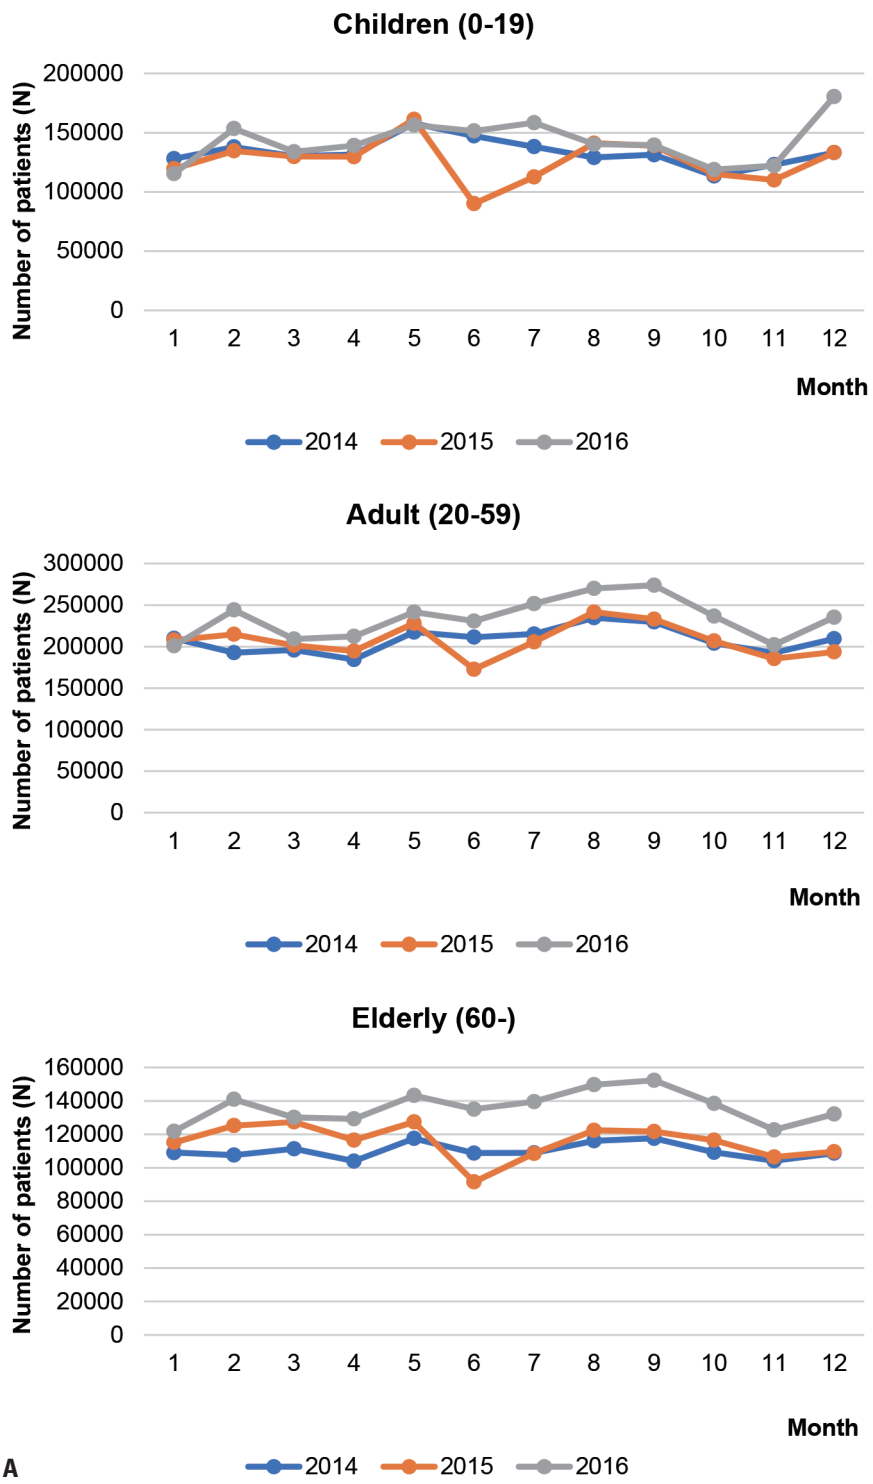 Children (0-19)
Number of patients (N)
200000
150000
100000
50000
0
1 2 3 4 5 6 7 8 9 10 11 12
Month
2014 2015 2016
Adult (20-59)
Number of patients (N)
300000
250000
200000
150000
100000
50000
0
1 2 3 4 5 6 7 8 9 10 11 12
Month
2014 2015 2016
Elderly (60-)
Number of patients (N)
160000
140000
120000
100000
80000
60000
40000
20000
0
1 2 3 4 5 6 7 8 9 10 11 12
Month
2014 2015 2016
A